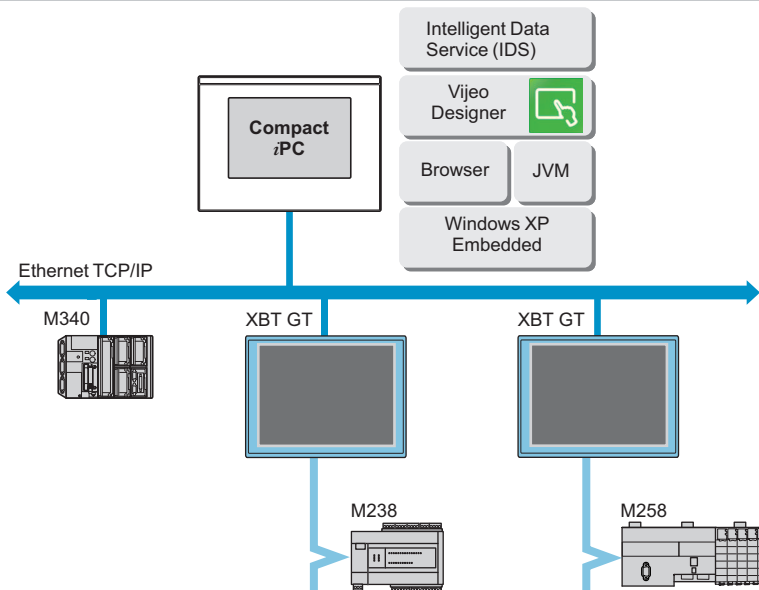 Intelligent Data
Service (IDS)
Vijeo
Designer
Compact
iPC
Browser
JVM
Windows XP
Embedded
Ethernet TCP/IP
M340
XBT GT
XBT GT
M238
M258